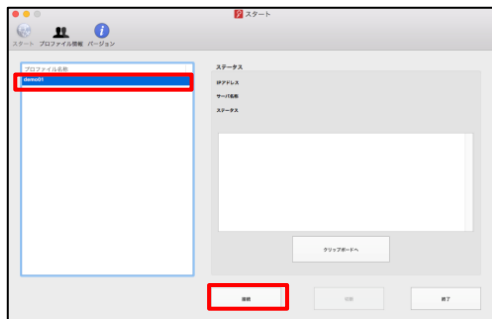 スタート
スタート プロファイル情報 バージョン
プロファイル名称
demo01
ステータス
IPアドレス
サーバ名称
ステータス
クリップボードへ
接続
切断
終了